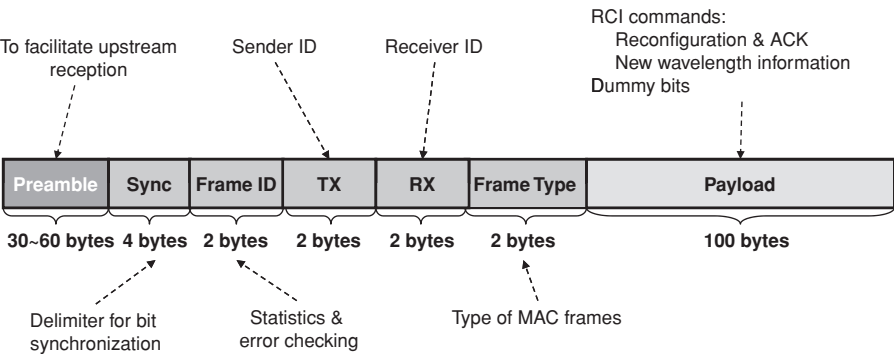 To facilitate upstream
reception
Sender ID
Receiver ID
RCI commands:
Reconfiguration & ACK
New wavelength information
Dummy bits
Preamble Sync Frame ID TX RX Frame Type Payload
30~60 bytes 4 bytes 2 bytes 2 bytes 2 bytes 2 bytes 100 bytes
Delimiter for bit
synchronization
Statistics &
error checking
Type of MAC frames